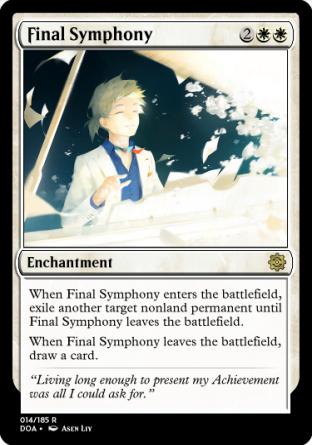 Final Symphony 2
Enchantment
When Final Symphony enters the battlefield,
exile another target nonland permanent until
Final Symphony leaves the battlefield.
When Final Symphony leaves the battlefield,
draw a card.
“Living long enough to present my Achievement
was all I could ask for.”
014/185 R
DOA • Asen Liy